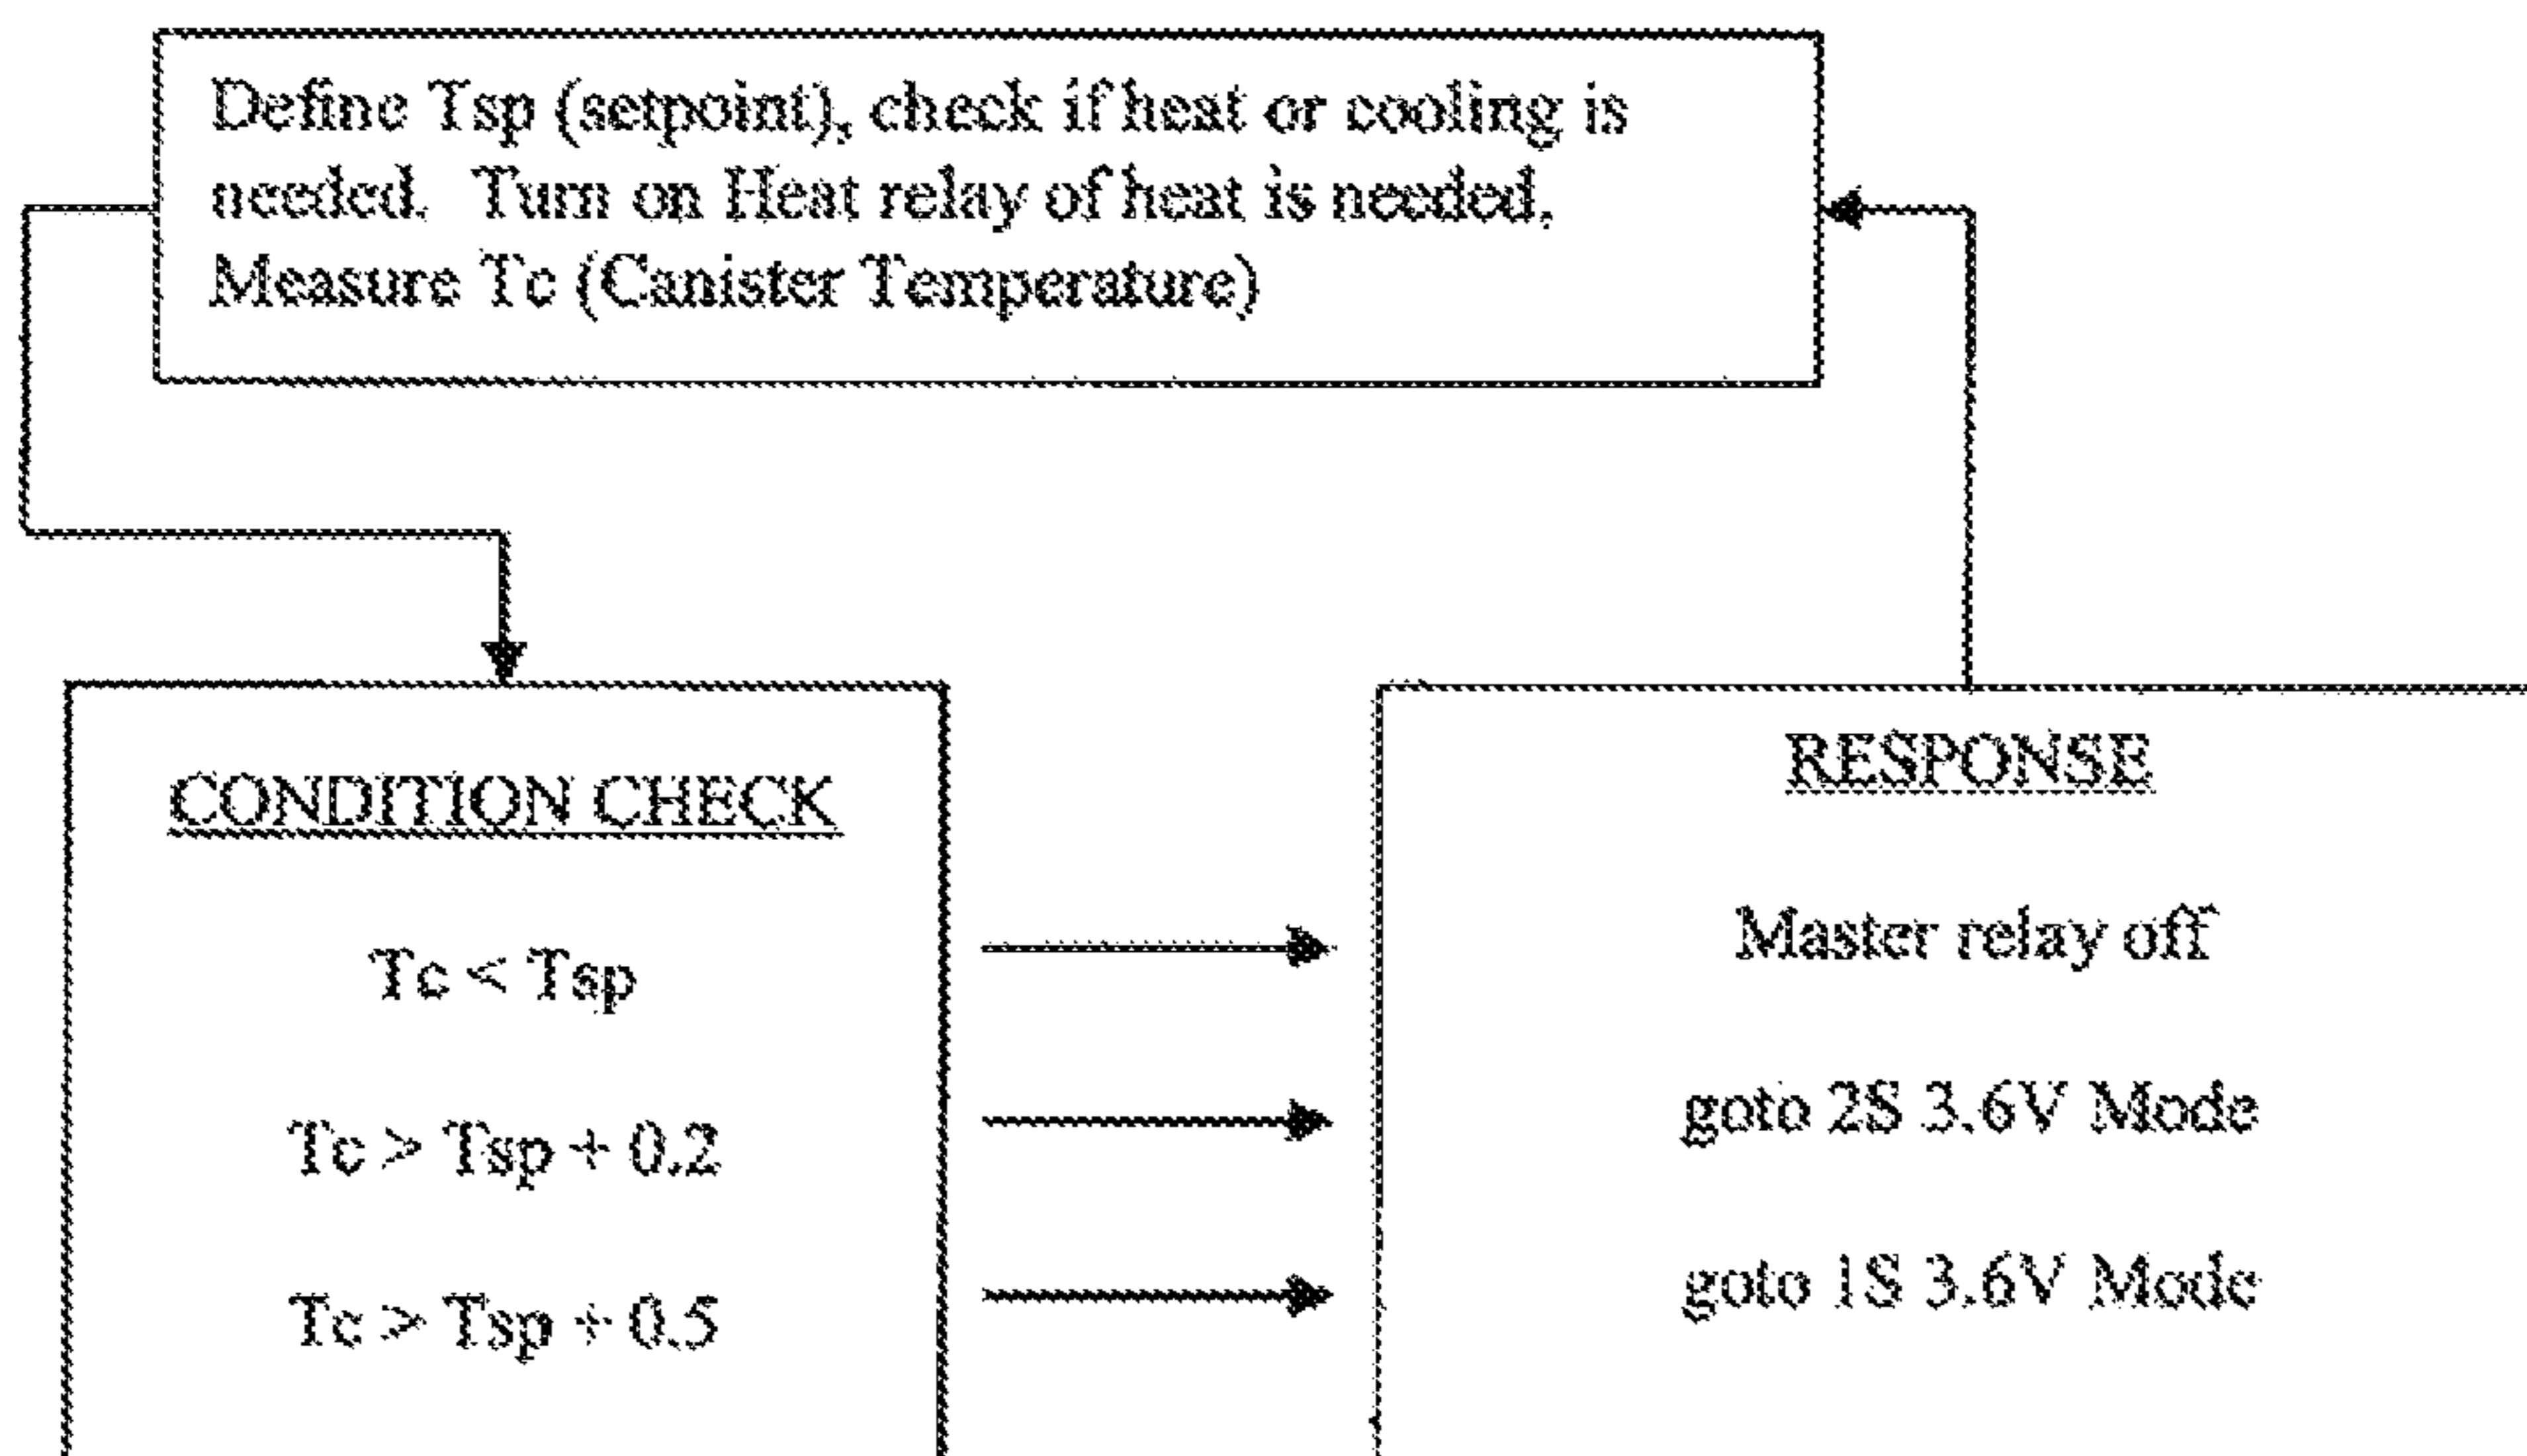 Define Tsp (setpoint), check if heat or cooling is
needed. Turn on Heat relay of heat is needed,
Measure Tc (Canister Temperature)
CONDITION CHECK
Tc < Tsp
Tc > Tsp + 0.2
Tc > Tsp + 0.5
RESPONSE
Master relay off
goto 2S 3.6V Mode
goto 1S 3.6V Mode